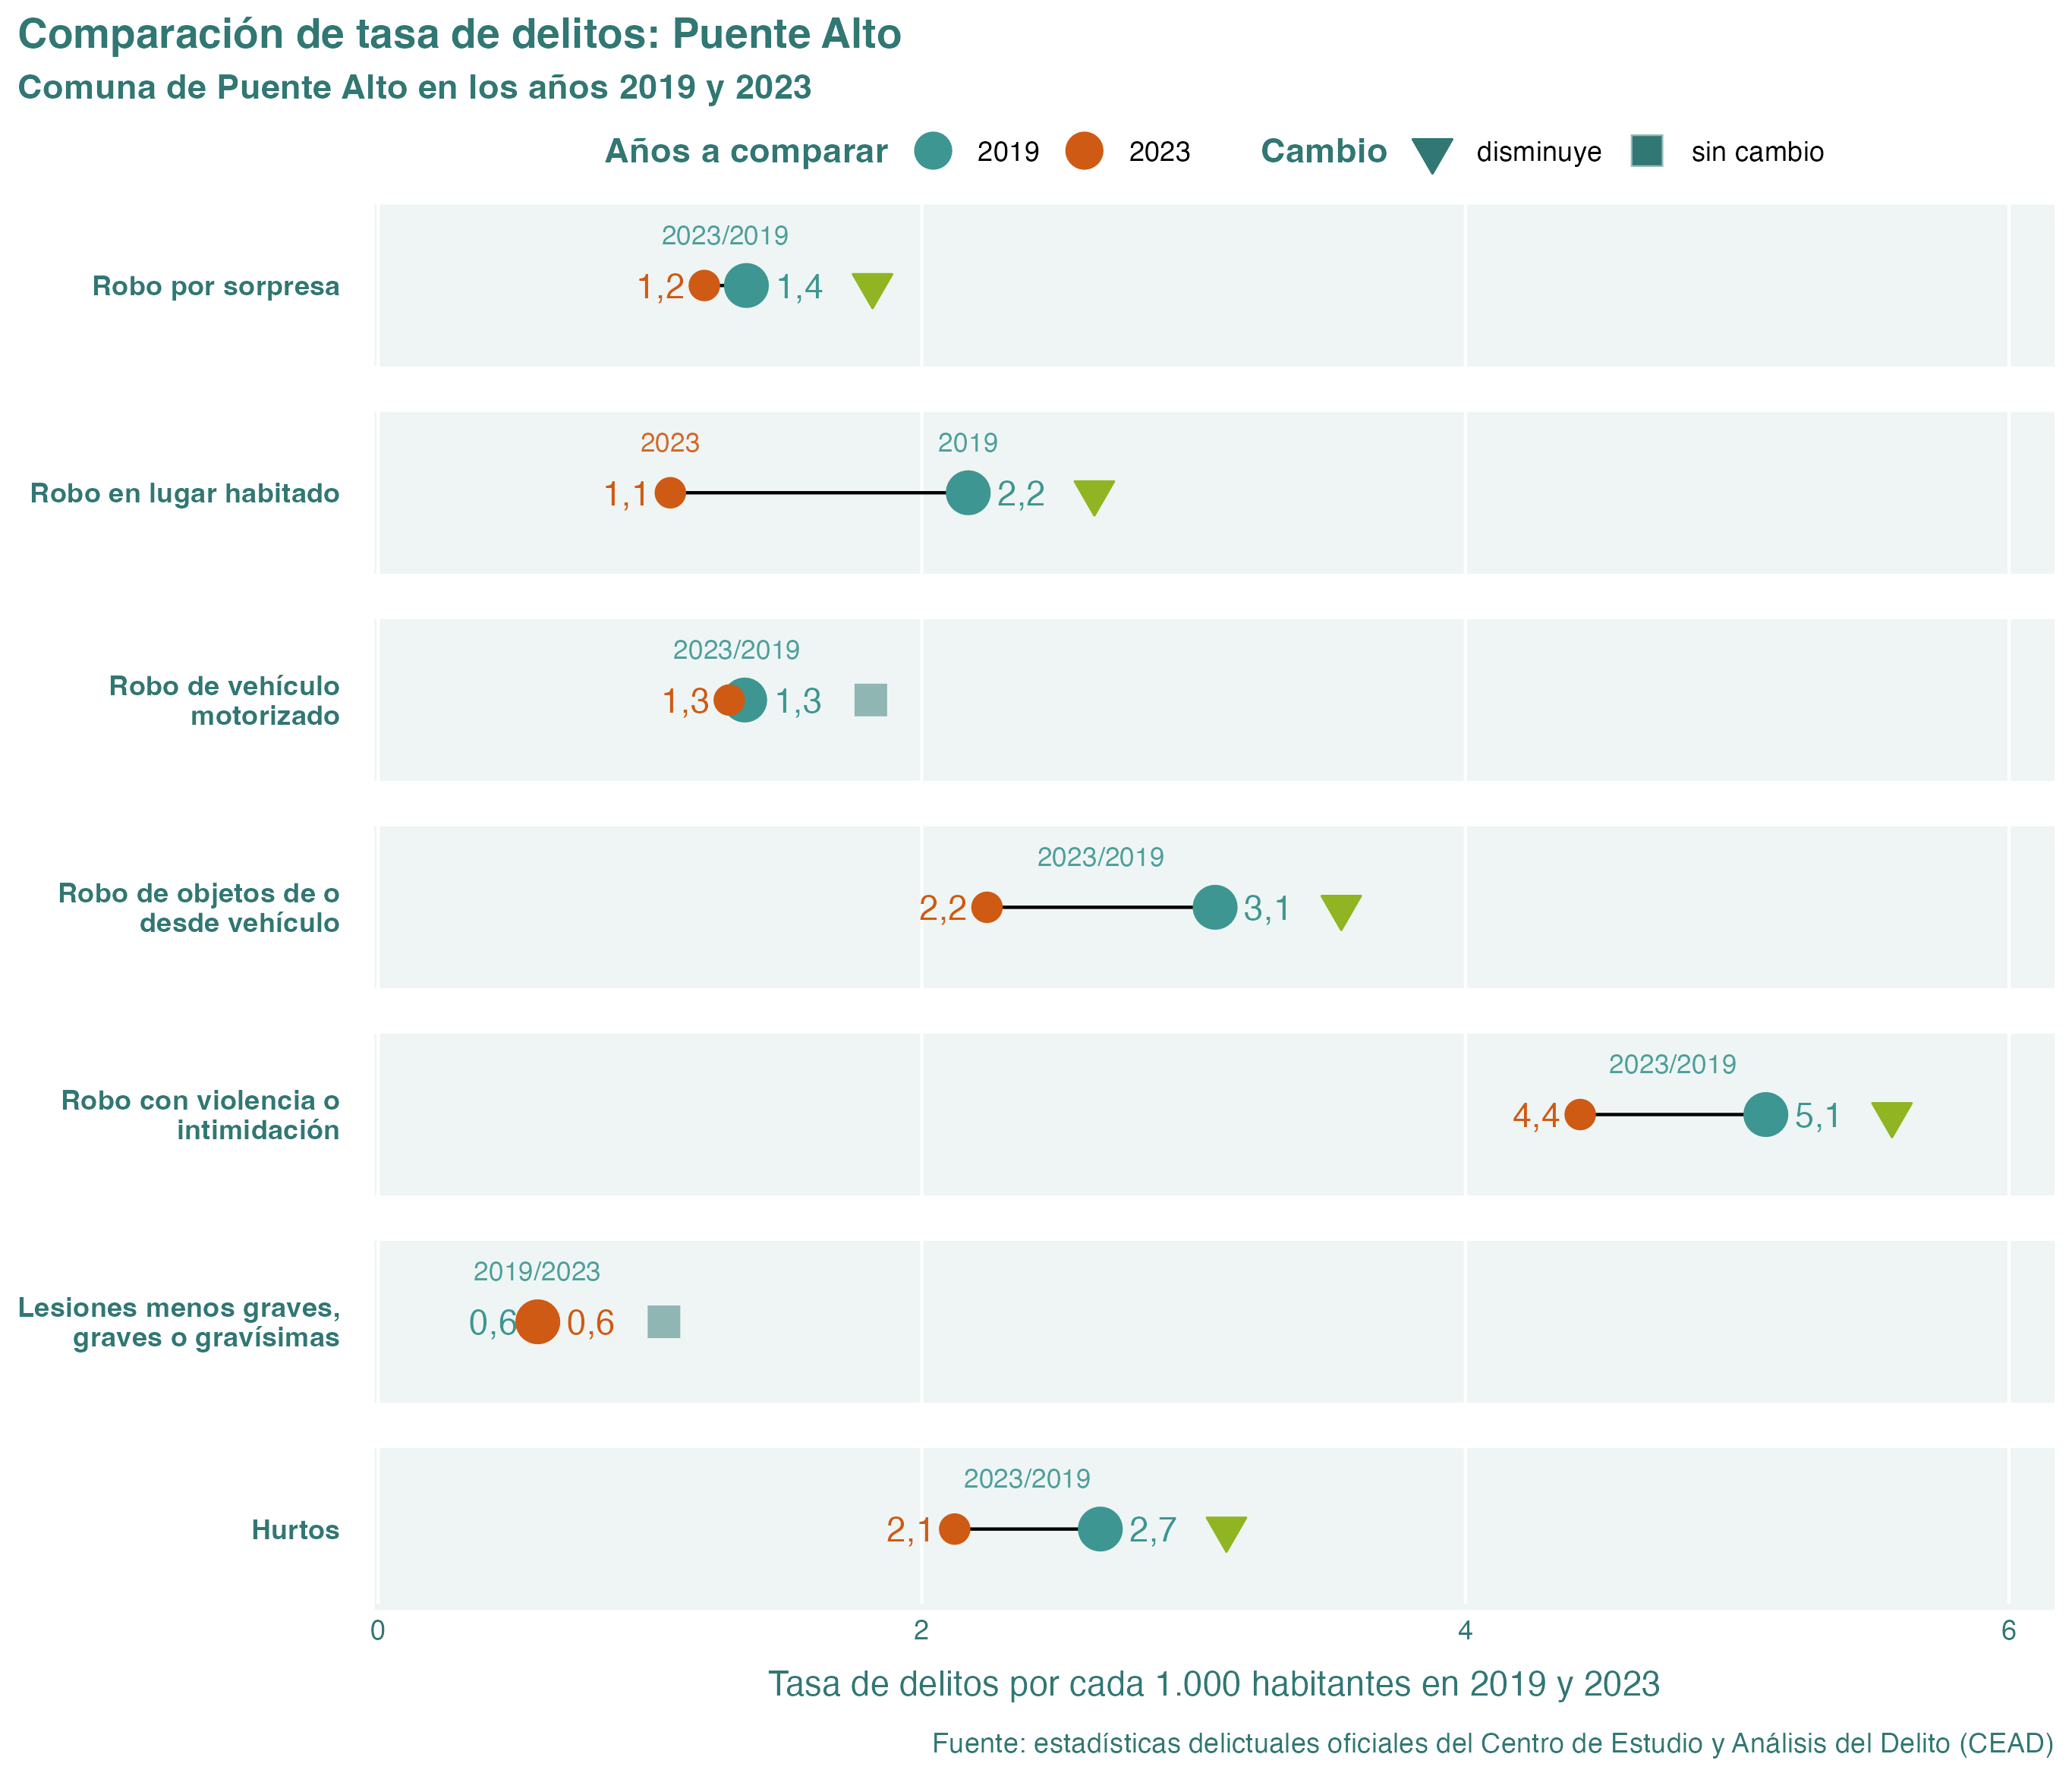 Comparación de tasa de delitos: Puente Alto
Comuna de Puente Alto en los años 2019 y 2023
Años a comparar 2019 2023 Cambio disminuye sin cambio
2023/2019
Robo por sorpresa 1,2 1,4
2023 2019
Robo en lugar habitado 1,1 2,2
2023/2019
Robo de vehículo
motorizado
1,3 1,3
2023/2019
Robo de objetos de o
desde vehículo
2,2 3,1
2023/2019
Robo con violencia o
intimidación
4,4 5,1
2019/2023
Lesiones menos graves,
graves o gravísimas
0,6 0,6
2023/2019
Hurtos 2,1 2,7
0 2 4 6
Tasa de delitos por cada 1.000 habitantes en 2019 y 2023
Fuente: estadísticas delictuales oficiales del Centro de Estudio y Análisis del Delito (CEAD)